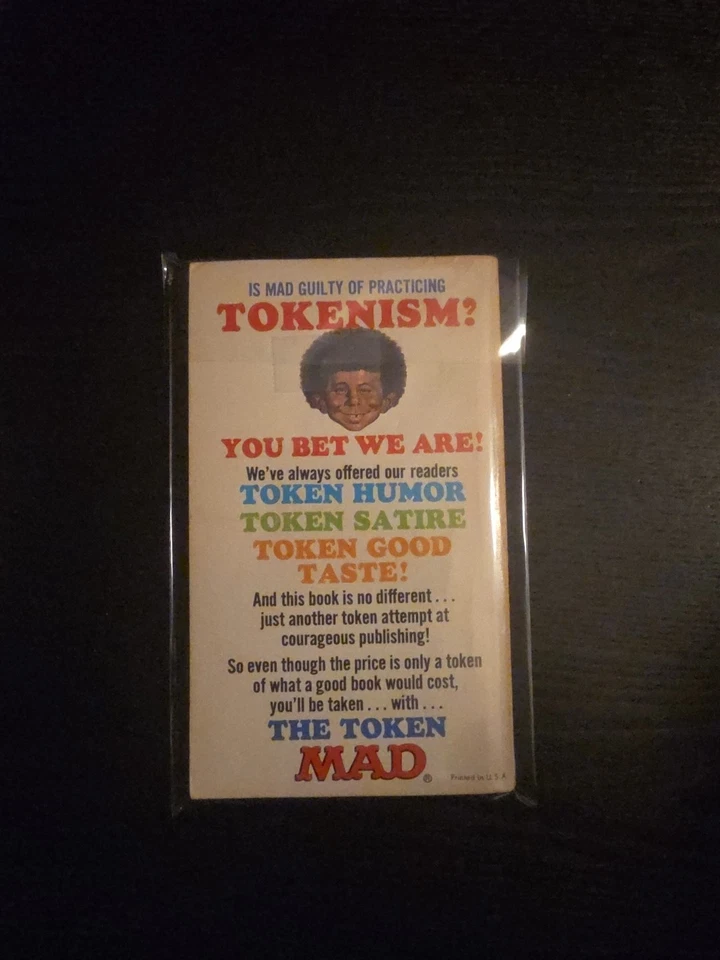 IS MAD GUILTY OF PRACTICING
TOKENISM?
YOU BET WE ARE!
We've always offered our readers
TOKEN HUMOR
TOKEN SATIRE
TOKEN GOOD
TASTE!
And this book is no different...
just another token attempt at
courageous publishing!
So even though the price is only a token
of what a good book would cost,
you'll be taken... with...
THE TOKEN
MAD®
Printed in U.S.A.